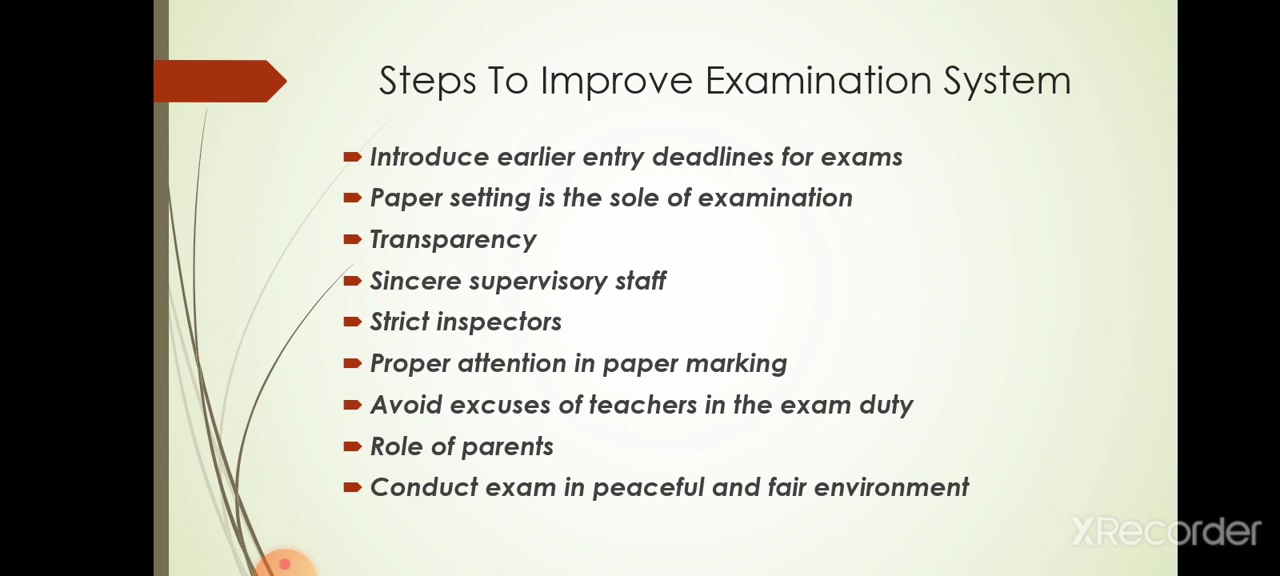 Steps To Improve Examination System
Introduce earlier entry deadlines for exams
Paper setting is the sole of examination
Transparency
Sincere supervisory staff
Strict inspectors
Proper attention in paper marking
Avoid excuses of teachers in the exam duty
Role of parents
Conduct exam in peaceful and fair environment
XRecorder